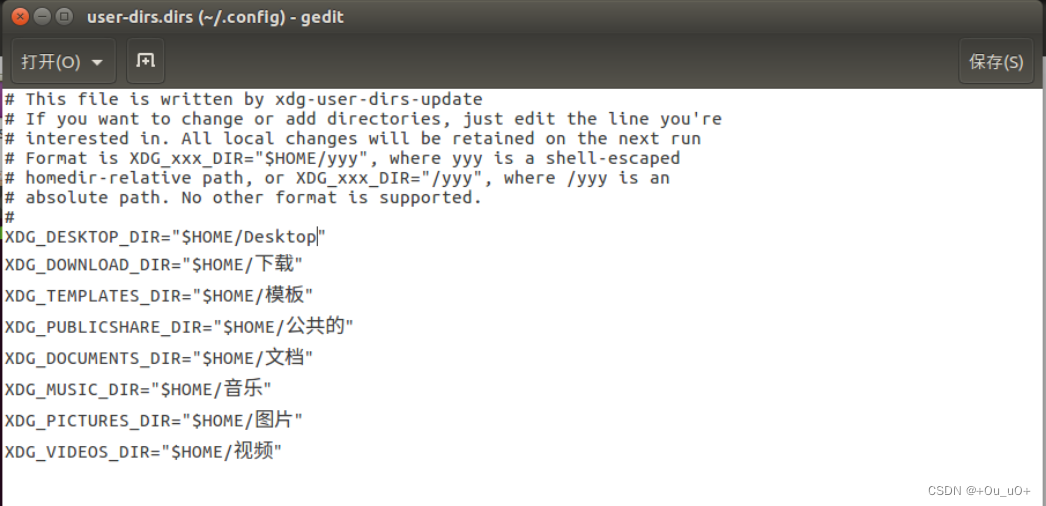 user-dirs.dirs (~/.config) - gedit
打开(O)
保存(S)
# This file is written by xdg-user-dirs-update
# If you want to change or add directories, just edit the line you're
# interested in. All local changes will be retained on the next run
# Format is XDG_xxx_DIR="$HOME/yyy", where yyy is a shell-escaped
# homedir-relative path, or XDG_xxx_DIR="/yyy", where /yyy is an
# absolute path. No other format is supported.
#
XDG_DESKTOP_DIR="$HOME/Desktop"
XDG_DOWNLOAD_DIR="$HOME/下载"
XDG_TEMPLATES_DIR="$HOME/模板"
XDG_PUBLICSHARE_DIR="$HOME/公共的"
XDG_DOCUMENTS_DIR="$HOME/文档"
XDG_MUSIC_DIR="$HOME/音乐"
XDG_PICTURES_DIR="$HOME/图片"
XDG_VIDEOS_DIR="$HOME/视频"
CSDN @+Ou_uO+